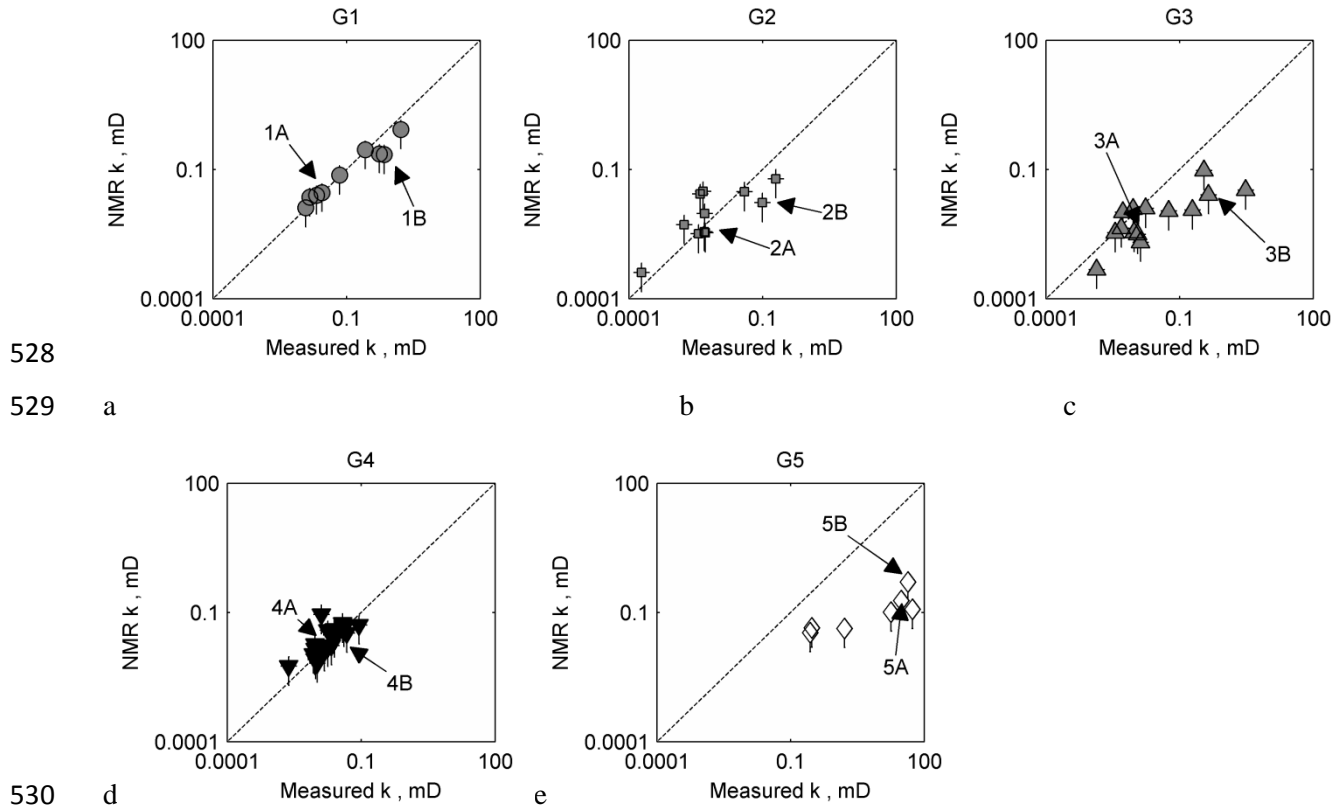 G1
G2
G3
100
100
100
NMR k , mD
NMR k , mD
NMR k , mD
1A
1B
2B
2A
3A
3B
0.1
0.1
0.1
0.0001
0.0001
0.0001
0.0001 0.1 100
0.0001 0.1 100
0.0001 0.1 100
Measured k , mD
Measured k , mD
Measured k , mD
528
529 a b c
G4
G5
100
100
NMR k , mD
NMR k , mD
4A
4B
5B
5A
0.1
0.1
0.0001
0.0001
0.0001 0.1 100
0.0001 0.1 100
Measured k , mD
Measured k , mD
530 d e